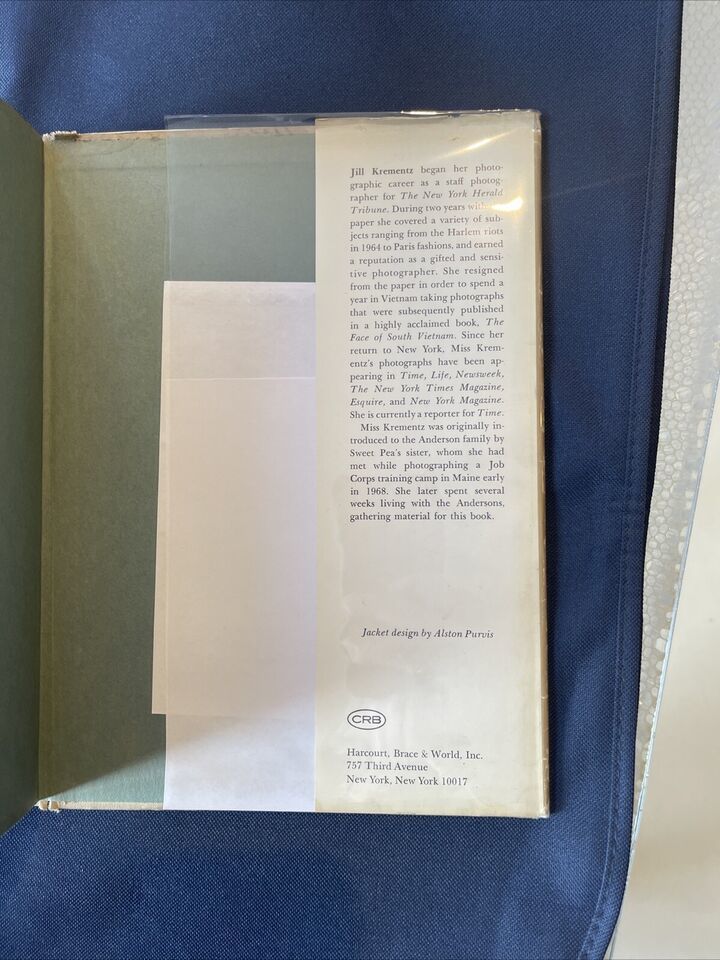 Jill Krementz began her photo-
graphic career as a staff photog-
rapher for The New York Herald
Tribune. During two years with
paper she covered a variety of sub-
jects ranging from the Harlem riots
in 1964 to Paris fashions, and earned
a reputation as a gifted and sensi-
tive photographer. She resigned
from the paper in order to spend a
year in Vietnam taking photographs
that were subsequently published
in a highly acclaimed book, The
Face of South Vietnam. Since her
return to New York, Miss Krem-
entz's photographs have been ap-
pearing in Time, Life, Newsweek,
The New York Times Magazine,
Esquire, and New York Magazine.
She is currently a reporter for Time.
Miss Krementz was originally in-
troduced to the Anderson family by
Sweet Pea's sister, whom she had
met while photographing a Job
Corps training camp in Maine early
in 1968. She later spent several
weeks living with the Andersons,
gathering material for this book.
Jacket design by Alston Purvis
CRB
Harcourt, Brace & World, Inc.
757 Third Avenue
New York, New York 10017